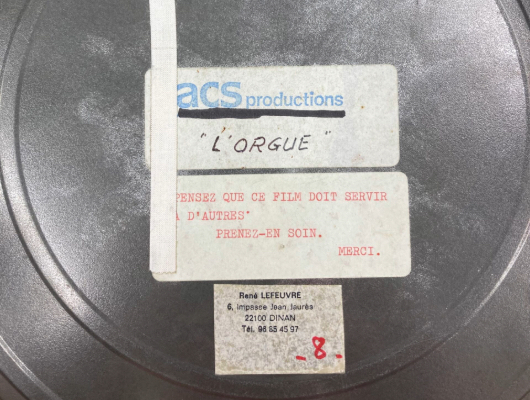 acs productions
"L'ORGUE"
PENSEZ QUE CE FILM DOIT SERVIR
A D'AUTRES'
PRENEZ-EN SOIN.
MERCI.
René LEFEUVRE
6, Impasse Jean Jaurès
22100 DINAN
Tél. 96 85 45 97
- 8 -